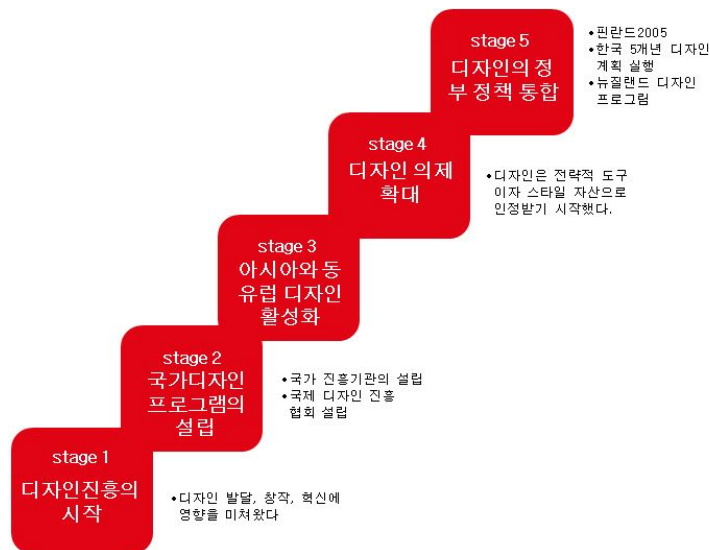 stage 5
디자인의 정
부 정책 통합
•핀란드2005
•한국 5개년 디자인
계획 실행
•뉴질랜드 디자인
프로그램
stage 4
디자인 의제
확대
•디자인은 전략적 도구
이자 스타일 자산으로
인정받기 시작했다.
stage 3
아시아와 동
유럽 디자인
활성화
stage 2
국가디자인
프로그램의
설립
•국가 진흥기관의 설립
•국제 디자인 진흥
협회 설립
stage 1
디자인진흥의
시작
•디자인 발달, 창작, 혁신에
영향을 미쳐왔다